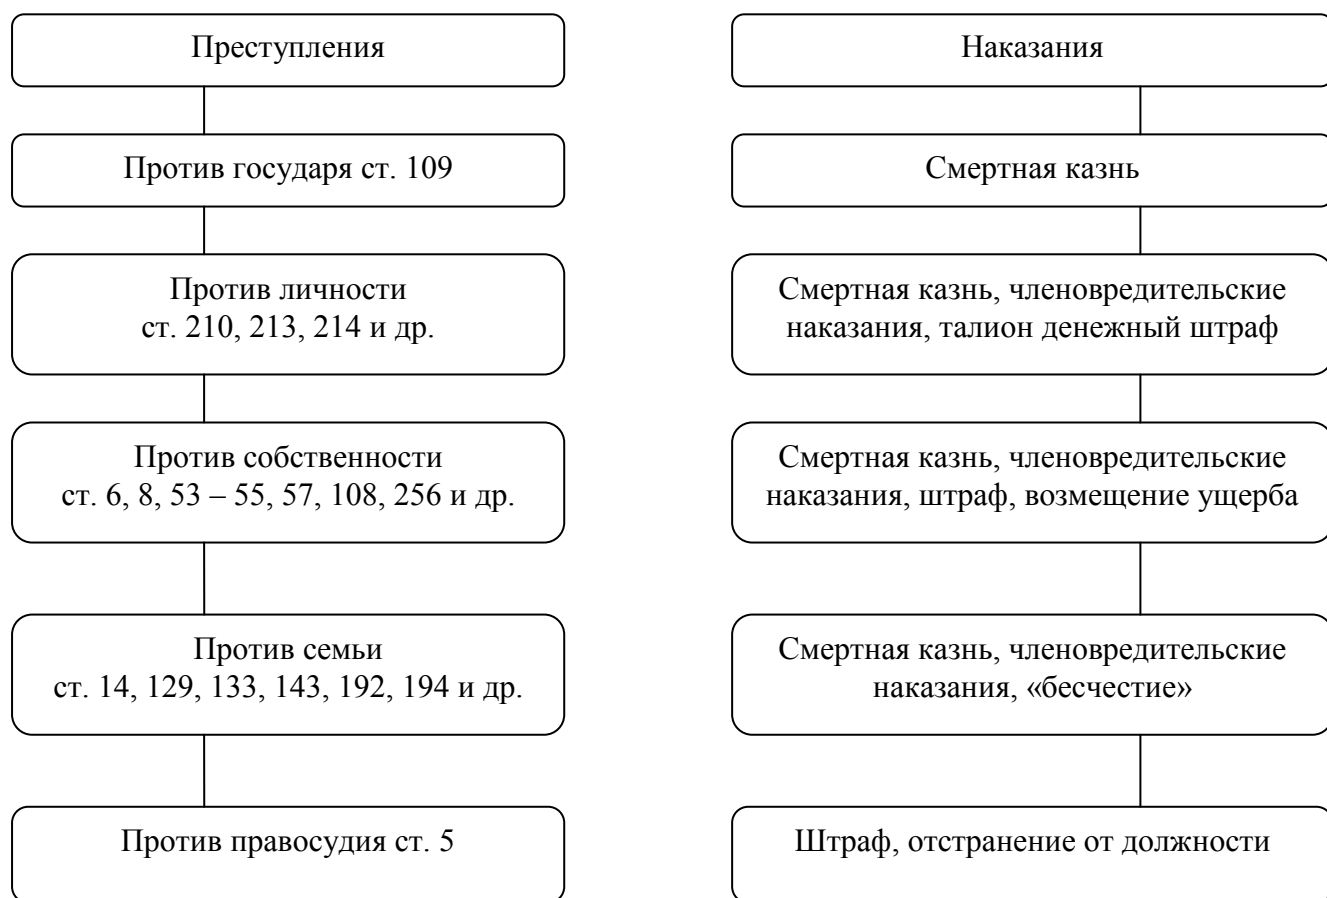 Преступления
Наказания
Против государя ст. 109
Смертная казнь
Против личности
ст. 210, 213, 214 и др.
Смертная казнь, членовредительские
наказания, талион денежный штраф
Против собственности
ст. 6, 8, 53 – 55, 57, 108, 256 и др.
Смертная казнь, членовредительские
наказания, штраф, возмещение ущерба
Против семьи
ст. 14, 129, 133, 143, 192, 194 и др.
Смертная казнь, членовредительские
наказания, «бесчестие»
Против правосудия ст. 5
Штраф, отстранение от должности